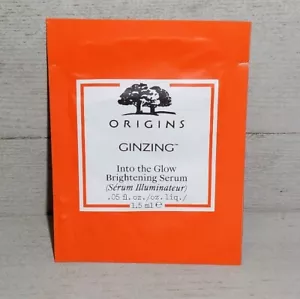 ORIGINS
GINZING™
Into the Glow
Brightening Serum
(Sérum Illuminateur)
.05 fl. oz./oz. liq./
1.5 ml ℮